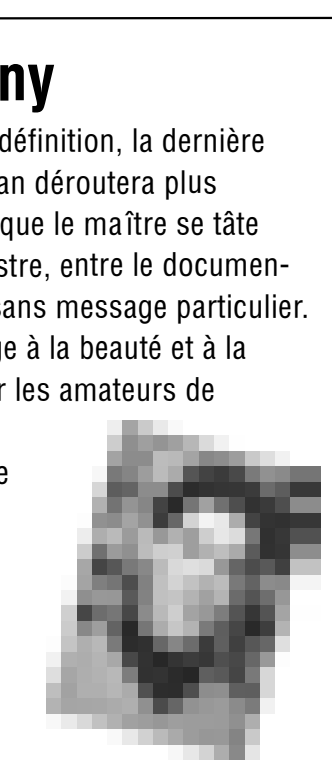 ny
définition, la dernière
an déroutera plus
que le maître se tâte
stre, entre le documen-
sans message particulier.
ge à la beauté et à la
r les amateurs de
e